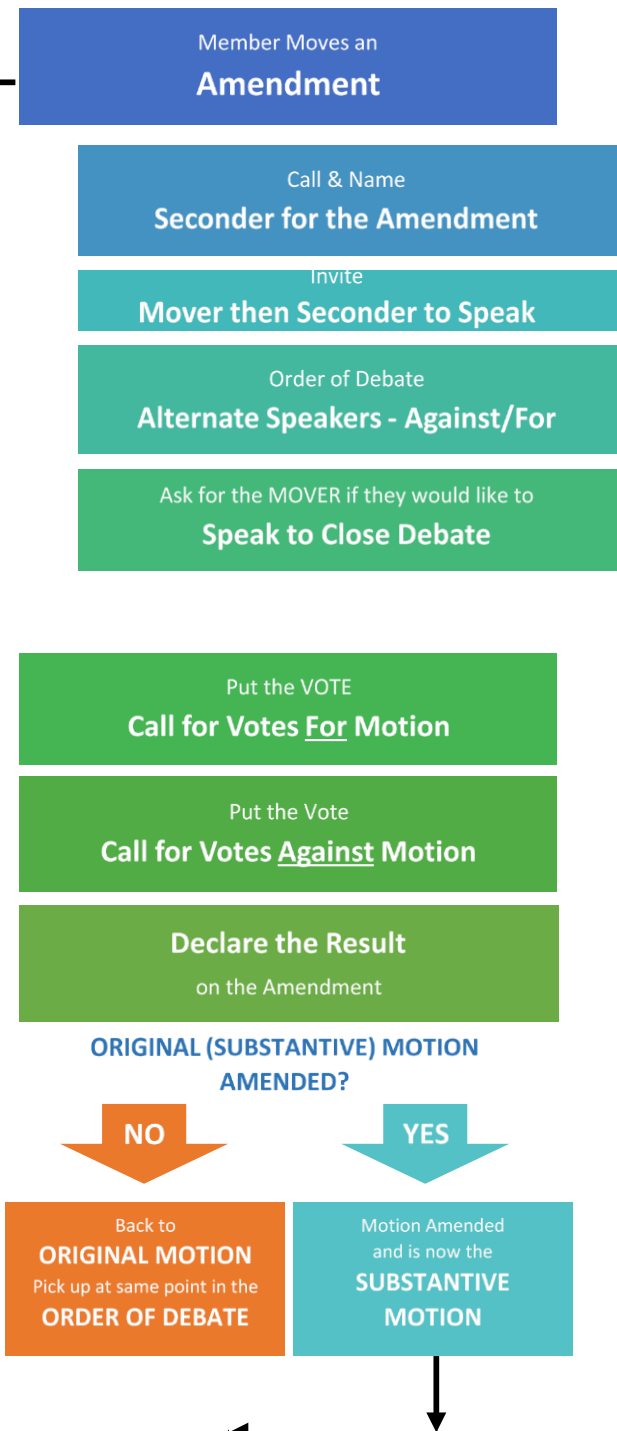 Member Moves an
Amendment
Call & Name
Seconder for the Amendment
Invite
Mover then Seconder to Speak
Order of Debate
Alternate Speakers - Against/For
Ask for the MOVER if they would like to
Speak to Close Debate
Put the VOTE
Call for Votes For Motion
Put the Vote
Call for Votes Against Motion
Declare the Result
on the Amendment
ORIGINAL (SUBSTANTIVE) MOTION
AMENDED?
NO
YES
Back to
ORIGINAL MOTION
Pick up at same point in the
ORDER OF DEBATE
Motion Amended
and is now the
SUBSTANTIVE
MOTION